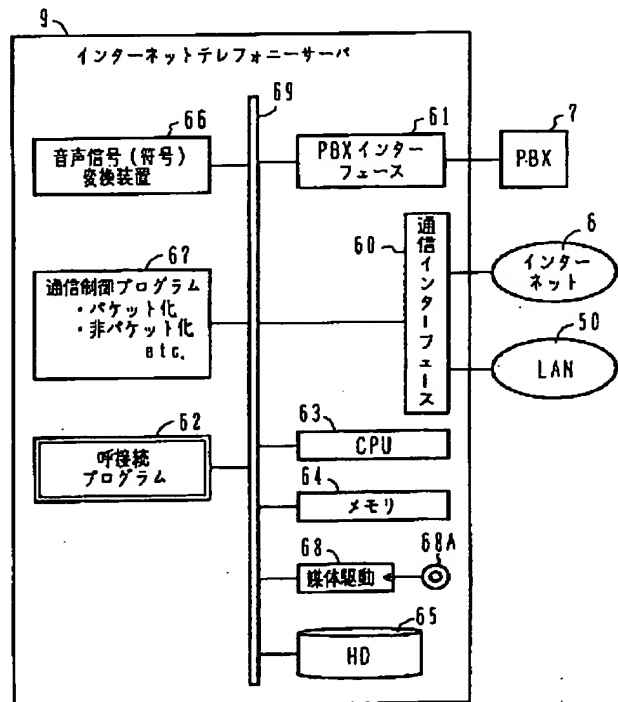 9
インターネットテレフォニーサーバ
66
音声信号(符号)
変換装置
69
61
PBXインター
フェース
7
PBX
67
通信制御プログラム
・パケット化
・非パケット化
etc.
60
通信インターフェース
6
インター
ネット
50
LAN
62
呼接続
プログラム
63
CPU
64
メモリ
68
媒体駆動
68A
65
HD